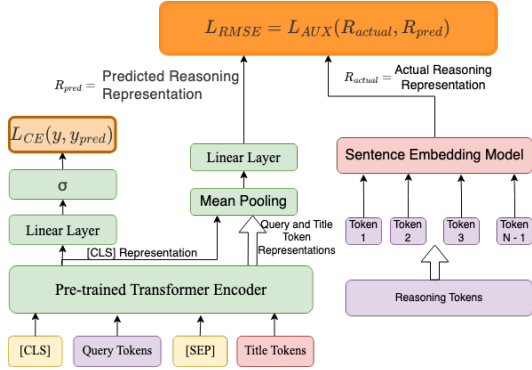 L_RMSE = L_AUX(R_actual, R_pred)
R_pred = Predicted Reasoning
Representation
R_actual = Actual Reasoning
Representation
L_CE(y, y_pred)
Linear Layer
Sentence Embedding Model
σ
Mean Pooling
Linear Layer
Query and Title
Token
Representations
[CLS] Representation
Token
1
Token
2
Token
3
Token
N - 1
Pre-trained Transformer Encoder
Reasoning Tokens
[CLS]
Query Tokens
[SEP]
Title Tokens